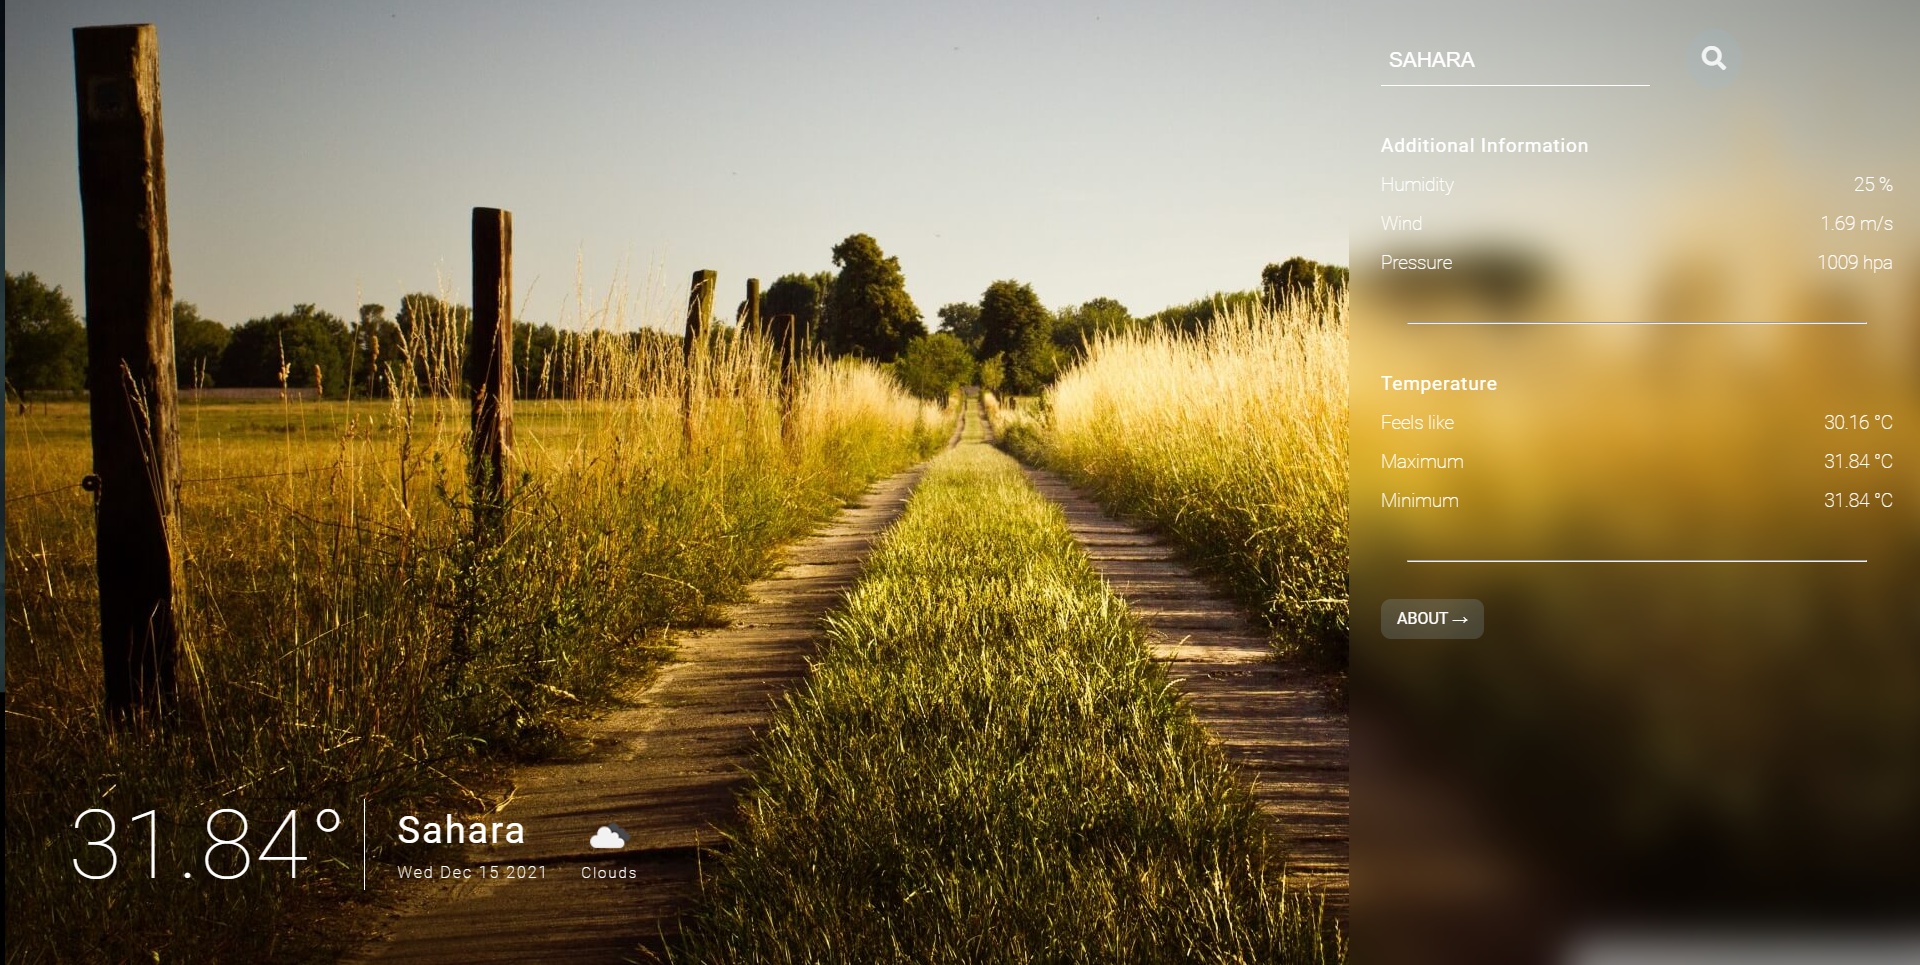 SAHARA
Additional Information
Humidity 25 %
Wind 1.69 m/s
Pressure 1009 hpa
Temperature
Feels like 30.16 °C
Maximum 31.84 °C
Minimum 31.84 °C
ABOUT →
31.84°
Sahara
Wed Dec 15 2021
Clouds